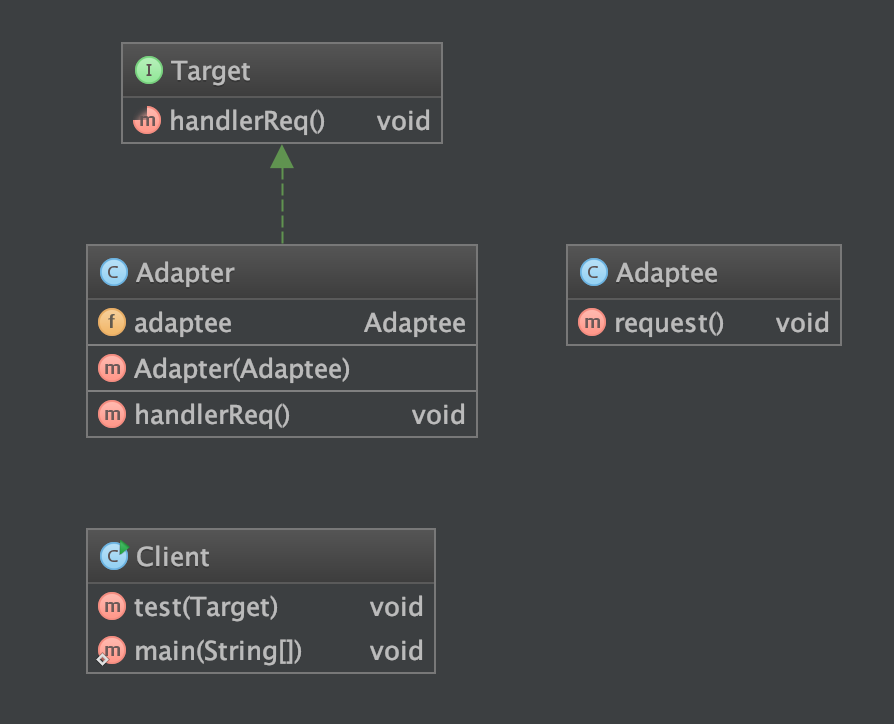 I Target
m handlerReq() void
C Adapter
f adaptee Adaptee
m Adapter(Adaptee)
m handlerReq() void
C Adaptee
m request() void
C Client
m test(Target) void
m main(String[]) void